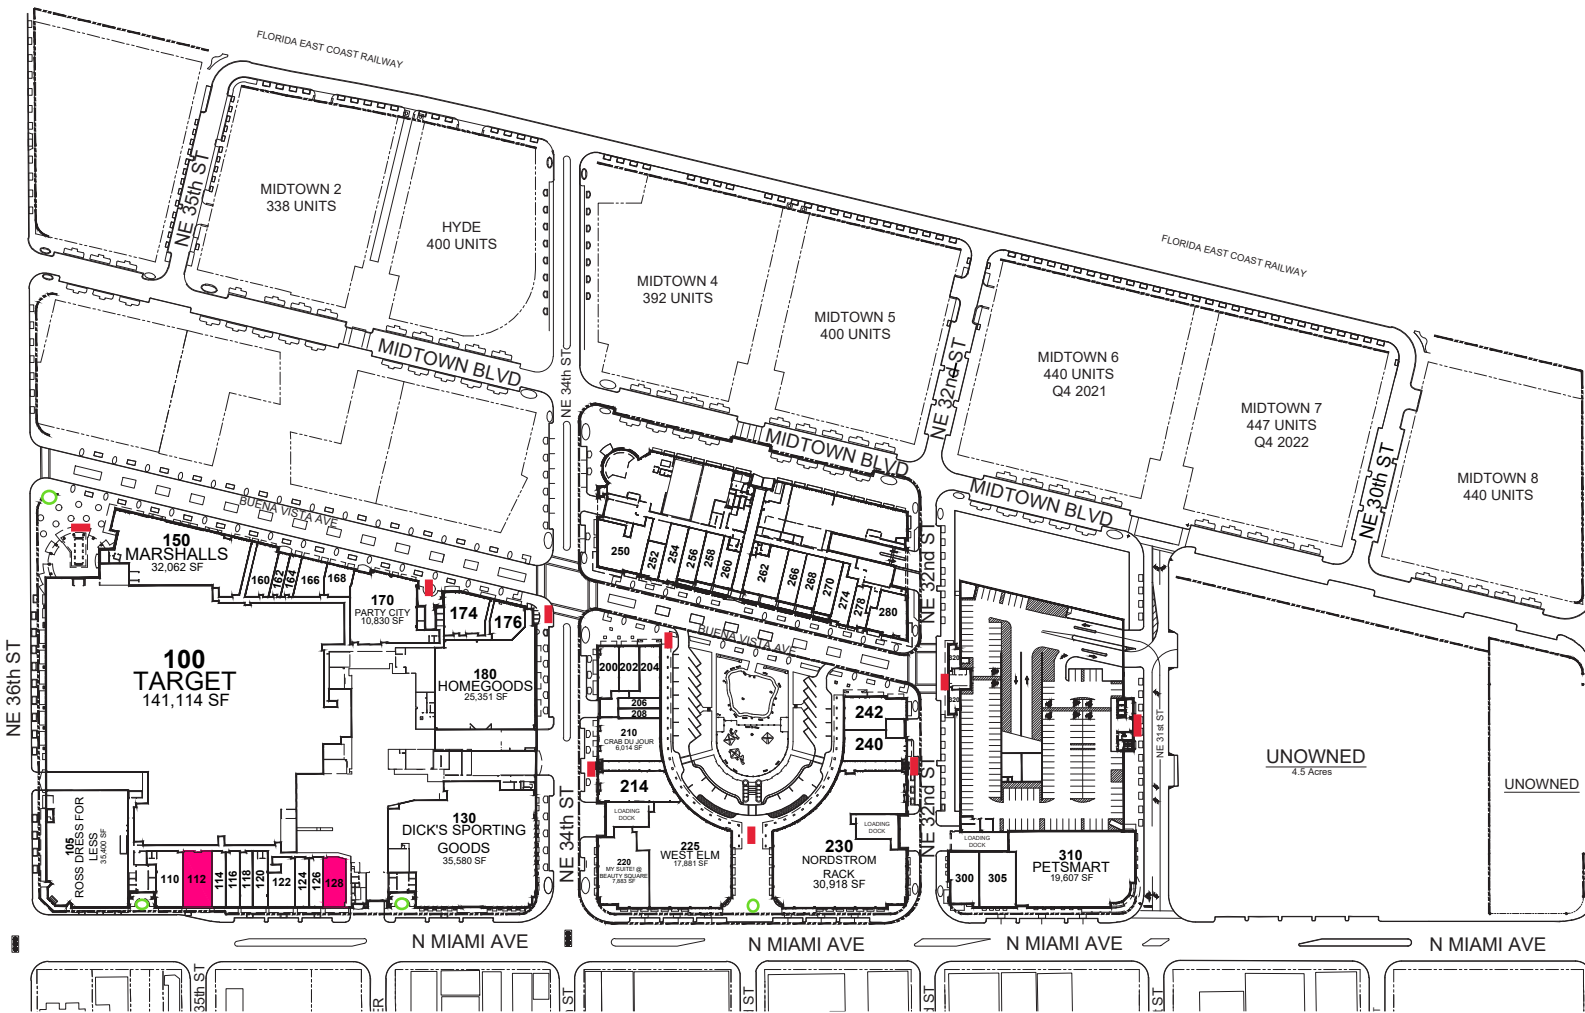 FLORIDA EAST COAST RAILWAY
NE 35th ST
MIDTOWN 2
338 UNITS
HYDE
400 UNITS
MIDTOWN BLVD
NE 34th ST
MIDTOWN 4
392 UNITS
MIDTOWN 5
400 UNITS
FLORIDA EAST COAST RAILWAY
MIDTOWN BLVD
NE 32nd ST
MIDTOWN 6
440 UNITS
Q4 2021
MIDTOWN 7
447 UNITS
Q4 2022
MIDTOWN BLVD
NE 30th ST
MIDTOWN 8
440 UNITS
BUENA VISTA AVE
NE 36th ST
150
MARSHALLS
32,062 SF
160
162
164
166
168
170
PARTY CITY
10,830 SF
174
176
100
TARGET
141,114 SF
180
HOMEGOODS
25,351 SF
105
ROSS DRESS FOR
LESS
35,400 SF
110
112
114
116
118
120
122
124
126
128
130
DICK'S SPORTING
GOODS
35,580 SF
NE 34th ST
250
252
254
256
258
260
262
266
268
270
274
278
280
NE 32nd ST
BUENA VISTA AVE
200
202
204
206
208
210
CRAB DU JOUR
6,014 SF
214
LOADING
DOCK
220
MY SUITE! @
BEAUTY SQUARE
7,883 SF
225
WEST ELM
17,881 SF
242
240
LOADING
DOCK
230
NORDSTROM
RACK
30,918 SF
NE 32nd ST
320
320
LOADING
DOCK
300
305
310
PETSMART
19,607 SF
NE 31st ST
UNOWNED
4.5 Acres
UNOWNED
N MIAMI AVE
N MIAMI AVE
N MIAMI AVE
N MIAMI AVE
35th ST